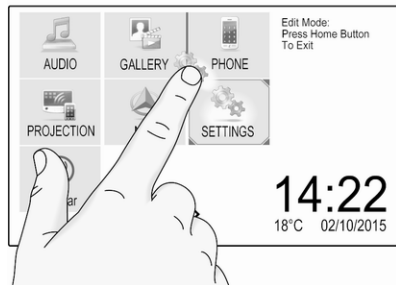 Edit Mode:
Press Home Button
To Exit
AUDIO
GALLERY
PHONE
PROJECTION
SETTINGS
14:22
18°C 02/10/2015